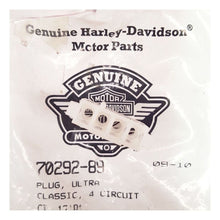 Genuine Harley-Davidson®
Motor Parts
GENUINE
MOTOR
70292-89
09-10
PLUG, ULTRA
CLASSIC, 4 CIRCUIT